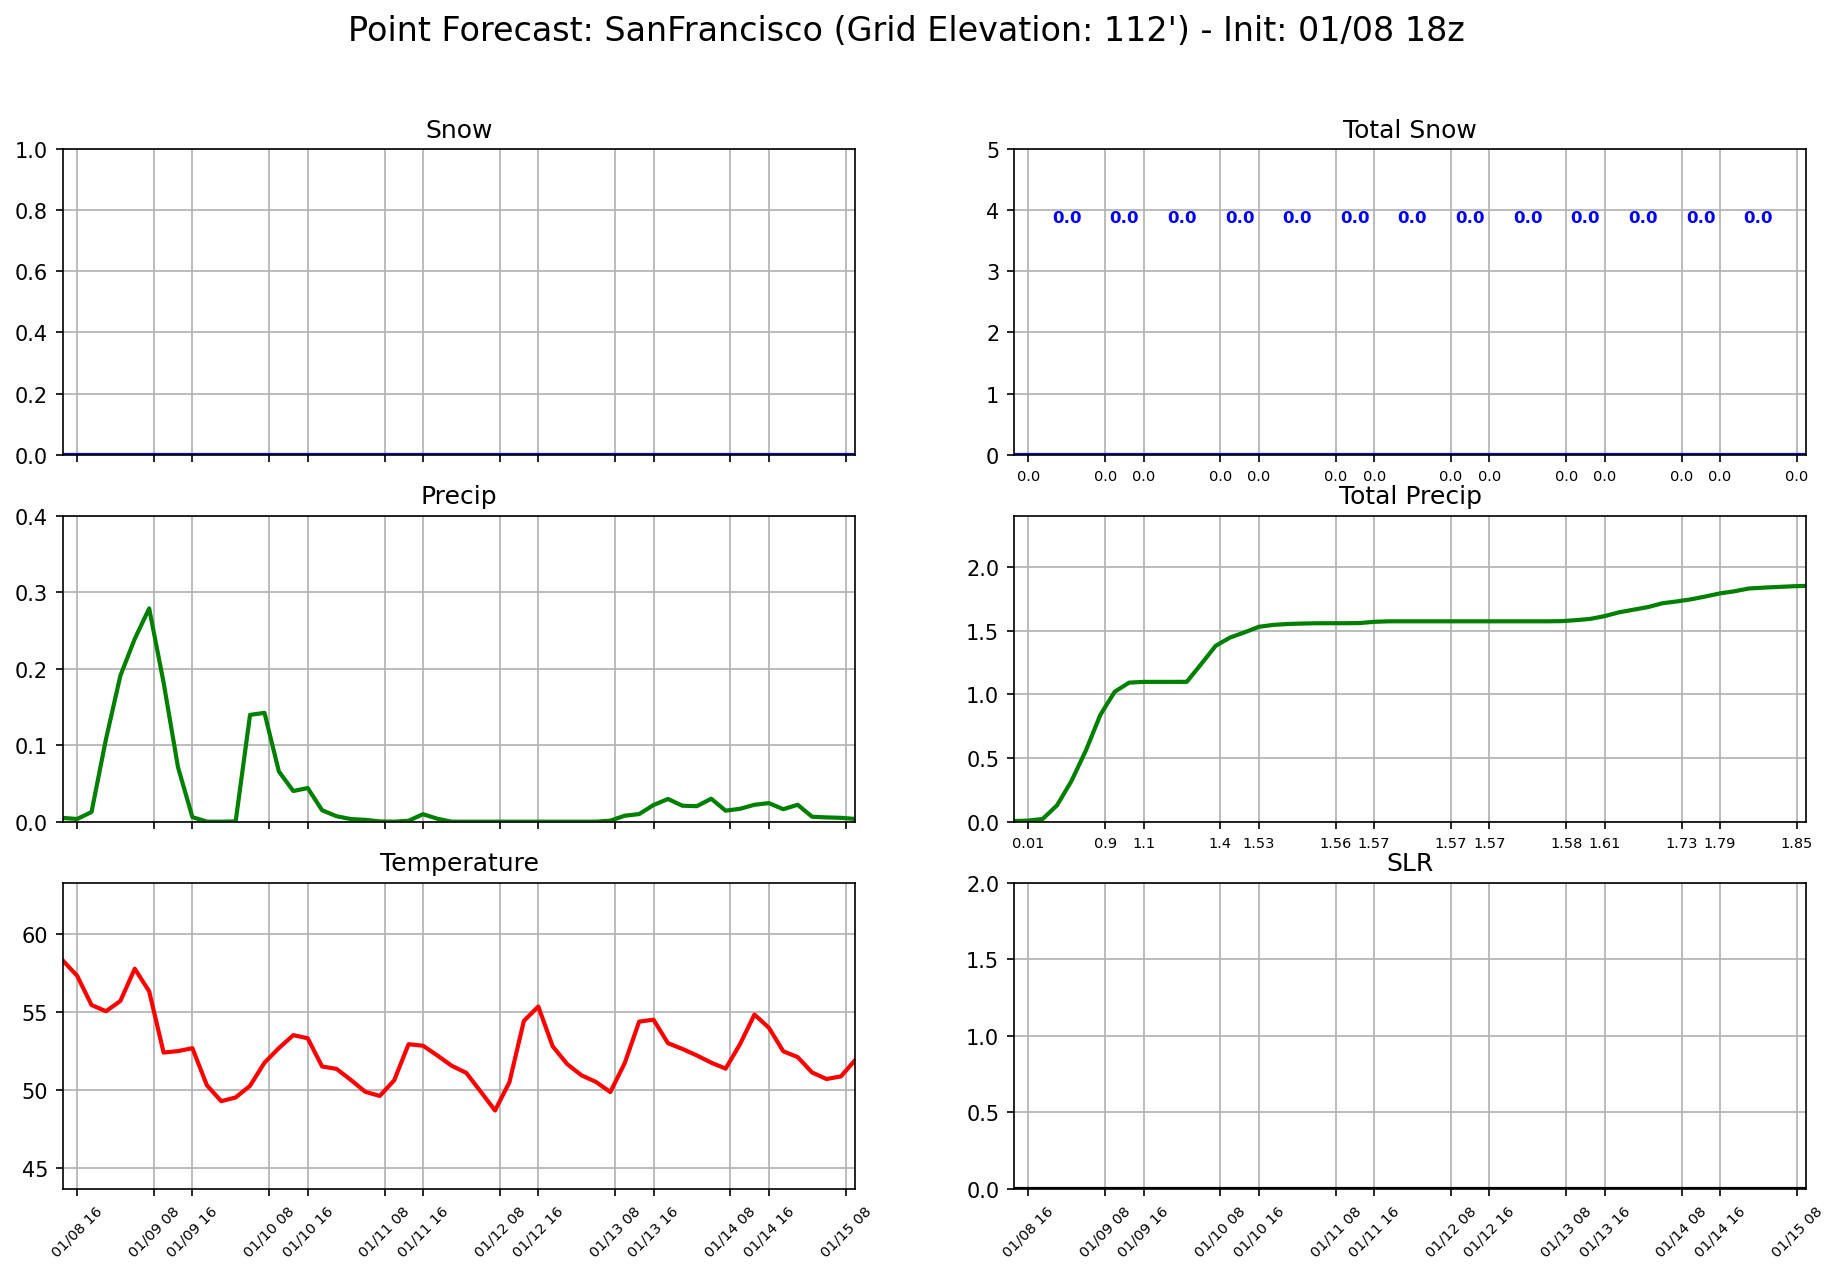 Point Forecast: SanFrancisco (Grid Elevation: 112') - Init: 01/08 18z
Snow
1.0
0.8
0.6
0.4
0.2
0.0
Total Snow
5
4
3
2
1
0
0.0 0.0 0.0 0.0 0.0 0.0 0.0 0.0 0.0 0.0 0.0 0.0 0.0
0.0 0.0 0.0 0.0 0.0 0.0 0.0 0.0 0.0 0.0 0.0 0.0 0.0 0.0
Precip
0.4
0.3
0.2
0.1
0.0
Total Precip
2.0
1.5
1.0
0.5
0.0
0.01 0.9 1.1 1.4 1.53 1.56 1.57 1.57 1.57 1.58 1.61 1.73 1.79 1.85
Temperature
60
55
50
45
01/08 16 01/09 08 01/09 16 01/10 08 01/10 16 01/11 08 01/11 16 01/12 08 01/12 16 01/13 08 01/13 16 01/14 08 01/14 16 01/15 08
SLR
2.0
1.5
1.0
0.5
0.0
01/08 16 01/09 08 01/09 16 01/10 08 01/10 16 01/11 08 01/11 16 01/12 08 01/12 16 01/13 08 01/13 16 01/14 08 01/14 16 01/15 08